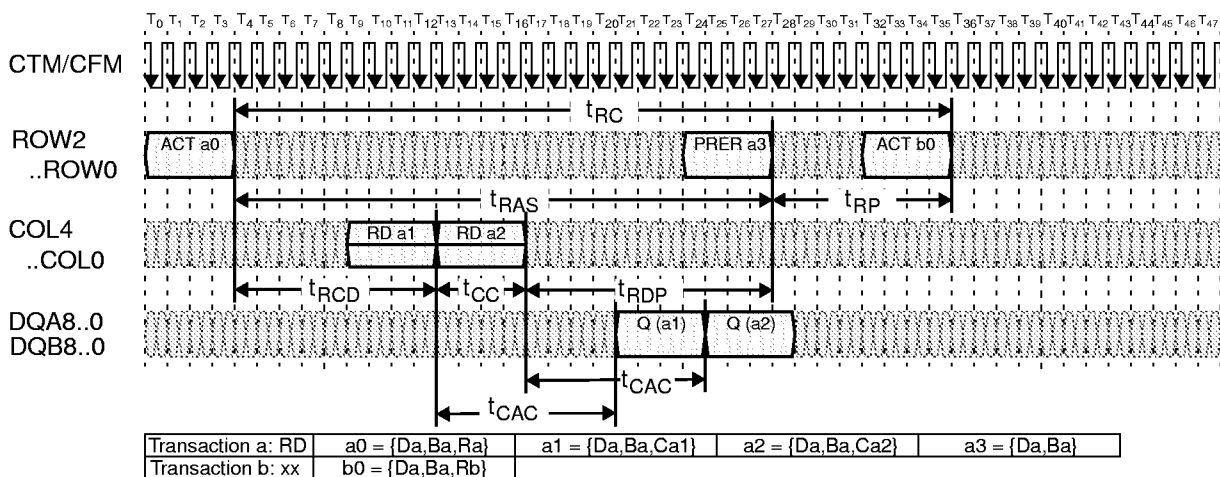 T0 T1 T2 T3 T4 T5 T6 T7 T8 T9 T10 T11 T12 T13 T14 T15 T16 T17 T18 T19 T20 T21 T22 T23 T24 T25 T26 T27 T28 T29 T30 T31 T32 T33 T34 T35 T36 T37 T38 T39 T40 T41 T42 T43 T44 T45 T46 T47
CTM/CFM
tRC
ROW2
..ROW0
ACT a0
PRER a3
ACT b0
tRAS
tRP
COL4
..COL0
RD a1
RD a2
tRCD
tCC
tRDP
DQA8..0
DQB8..0
Q (a1)
Q (a2)
tCAC
tCAC
Transaction a: RD
a0 = {Da,Ba,Ra}
a1 = {Da,Ba,Ca1}
a2 = {Da,Ba,Ca2}
a3 = {Da,Ba}
Transaction b: xx
b0 = {Da,Ba,Rb}